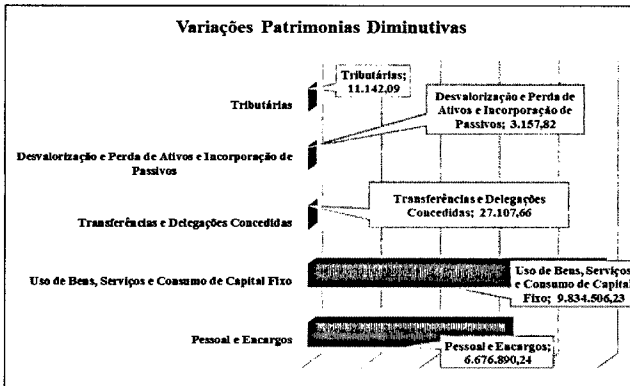 Variações Patrimonias Diminutivas
Tributárias;
11.142,09
Tributárias
Desvalorização e Perda de
Ativos e Incorporação de
Passivos; 3.157,82
Desvalorização e Perda de Ativos e Incorporação de
Passivos
Transferências e Delegações
Concedidas; 27.107,66
Transferências e Delegações Concedidas
Uso de Bens, Serviços
e Consumo de Capital
Fixo; 9.834.506,23
Uso de Bens, Serviços e Consumo de Capital Fixo
Pessoal e Encargos;
6.676.890,24
Pessoal e Encargos